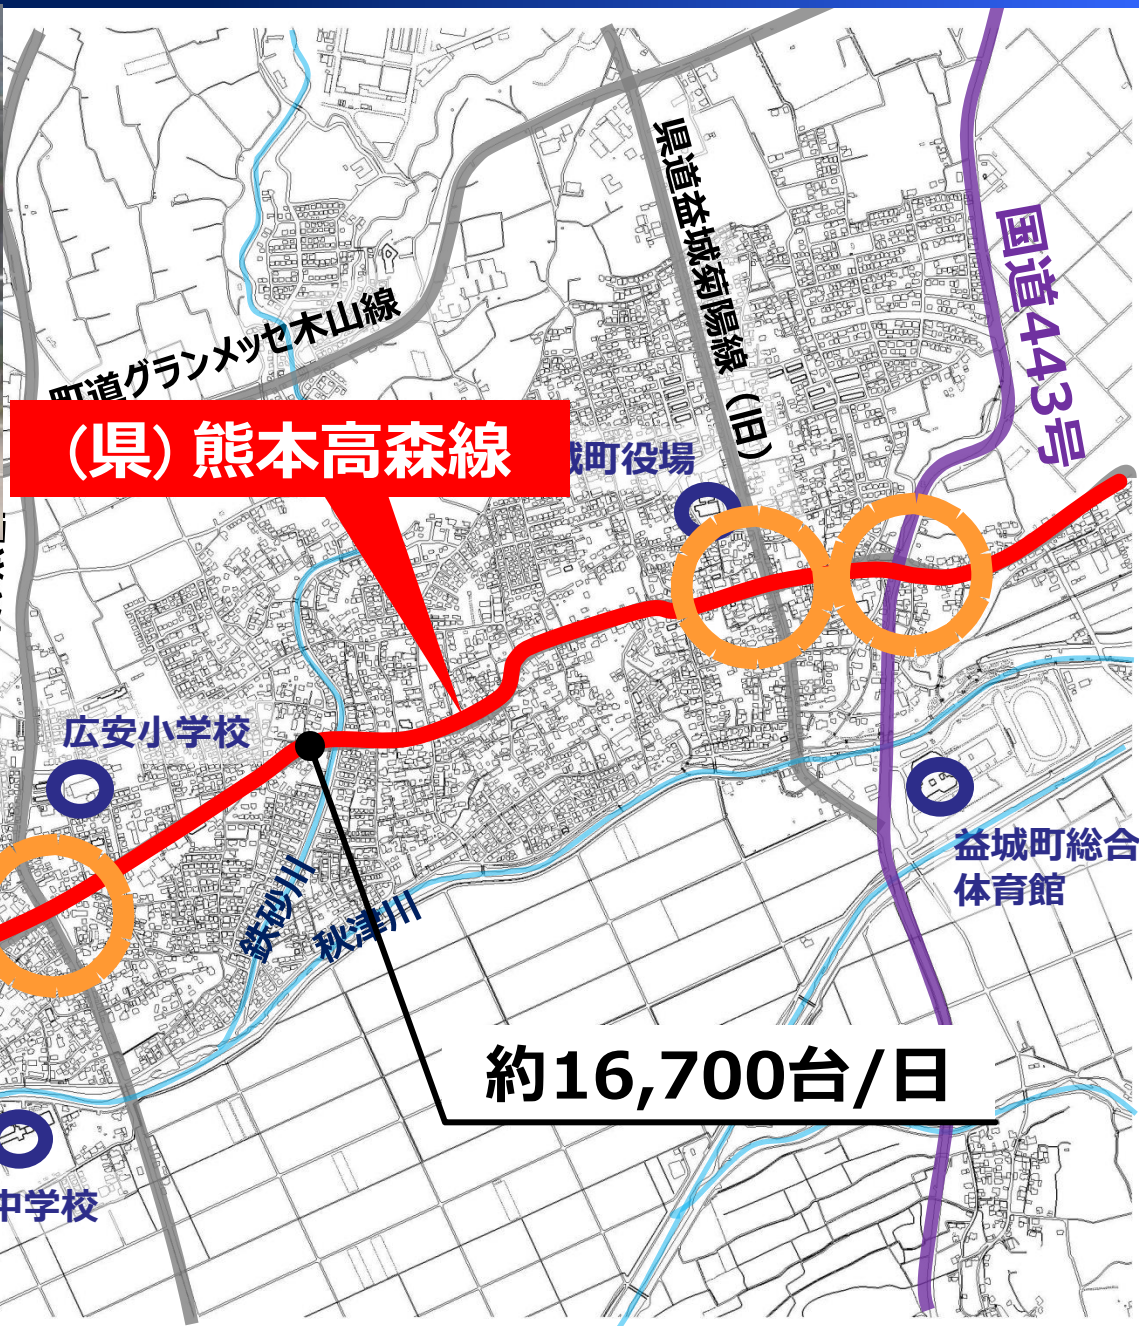 県道益城菊陽線（旧）
国道443号
町道グランメッセ木山線
（県）熊本高森線
城町役場
広安小学校
鉄砂川
秋津川
益城町総合
体育館
約16,700台/日
中学校